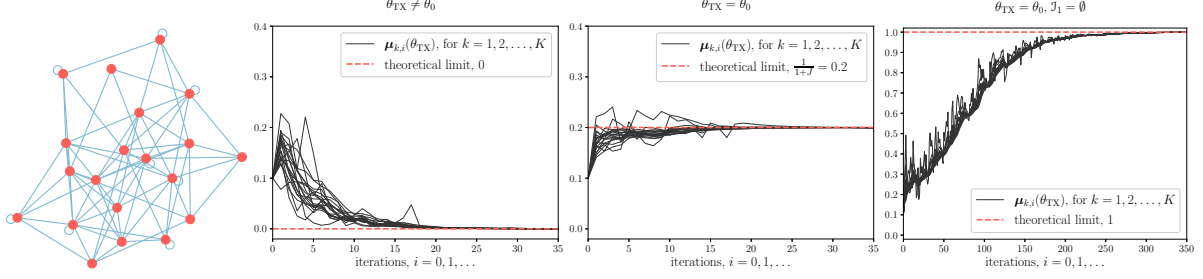 θ_TX ≠ θ_0
0.4
0.3
0.2
0.1
0.0
μ_{k,i}(θ_TX), for k = 1, 2, . . . , K
theoretical limit, 0
0 5 10 15 20 25 30 35
iterations, i = 0, 1, . . .
θ_TX = θ_0
0.4
0.3
0.2
0.1
0.0
μ_{k,i}(θ_TX), for k = 1, 2, . . . , K
theoretical limit, 1/(1+J) = 0.2
0 5 10 15 20 25 30 35
iterations, i = 0, 1, . . .
θ_TX = θ_0, ℐ_1 = ∅
1.0
0.9
0.8
0.7
0.6
0.5
0.4
0.3
0.2
0.1
0.0
μ_{k,i}(θ_TX), for k = 1, 2, . . . , K
theoretical limit, 1
0 50 100 150 200 250 300 350
iterations, i = 0, 1, . . .